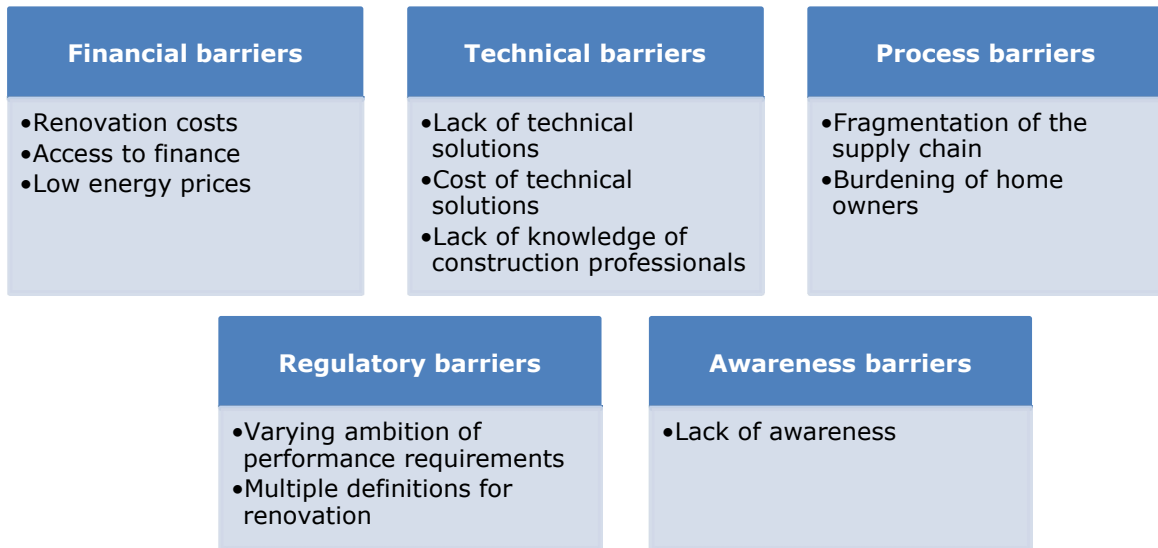 Financial barriers
•Renovation costs
•Access to finance
•Low energy prices
Technical barriers
•Lack of technical
solutions
•Cost of technical
solutions
•Lack of knowledge of
construction professionals
Process barriers
•Fragmentation of the
supply chain
•Burdening of home
owners
Regulatory barriers
•Varying ambition of
performance requirements
•Multiple definitions for
renovation
Awareness barriers
•Lack of awareness